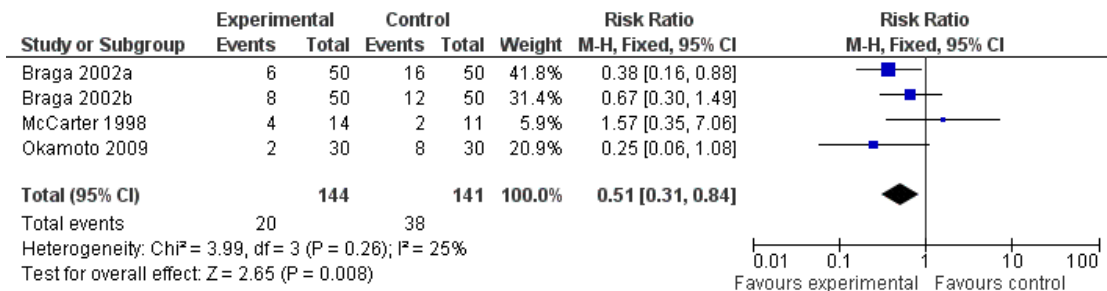 Experimental Control Risk Ratio Risk Ratio
Study or Subgroup Events Total Events Total Weight M-H, Fixed, 95% CI M-H, Fixed, 95% CI
Braga 2002a 6 50 16 50 41.8% 0.38 [0.16, 0.88]
Braga 2002b 8 50 12 50 31.4% 0.67 [0.30, 1.49]
McCarter 1998 4 14 2 11 5.9% 1.57 [0.35, 7.06]
Okamoto 2009 2 30 8 30 20.9% 0.25 [0.06, 1.08]
Total (95% CI) 144 141 100.0% 0.51 [0.31, 0.84]
Total events 20 38
Heterogeneity: Chi² = 3.99, df = 3 (P = 0.26); I² = 25%
Test for overall effect: Z = 2.65 (P = 0.008)
0.01 0.1 1 10 100
Favours experimental Favours control